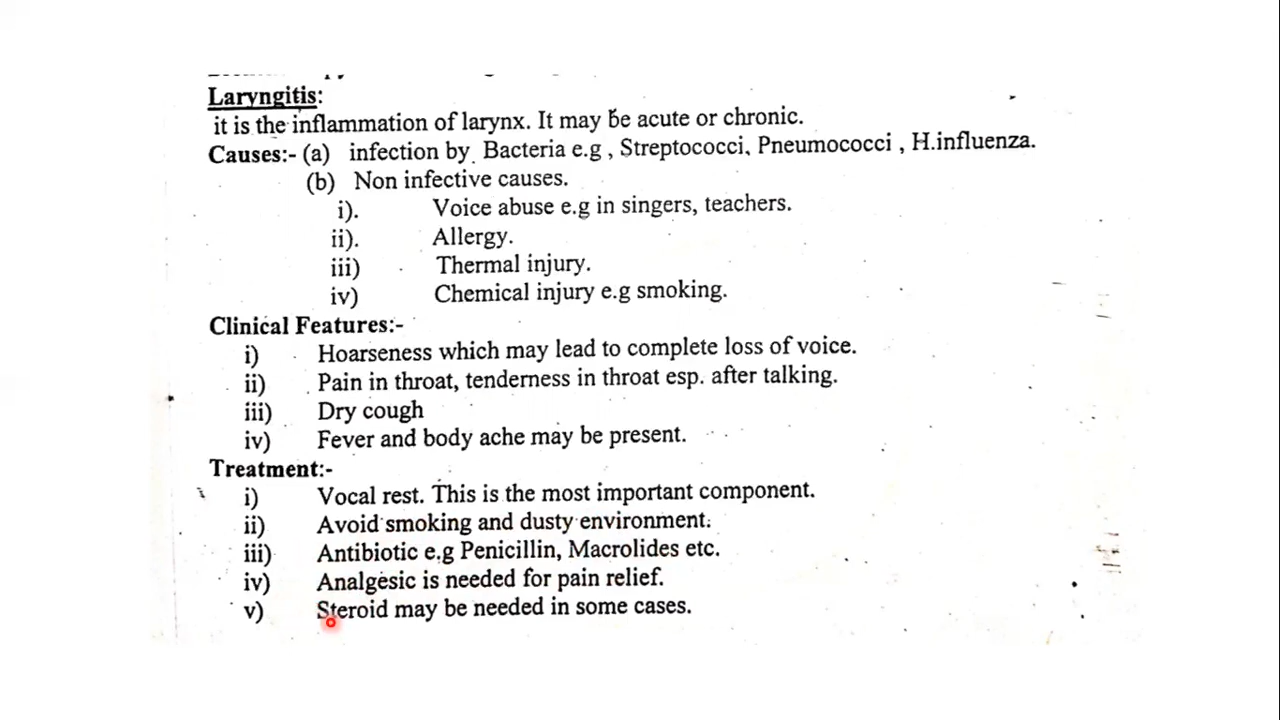 Laryngitis:
it is the inflammation of larynx. It may be acute or chronic.
Causes:- (a) infection by Bacteria e.g , Streptococci, Pneumococci , H.influenza.
(b) Non infective causes.
i). Voice abuse e.g in singers, teachers.
ii). Allergy.
iii) Thermal injury.
iv) Chemical injury e.g smoking.
Clinical Features:-
i) Hoarseness which may lead to complete loss of voice.
ii) Pain in throat, tenderness in throat esp. after talking.
iii) Dry cough
iv) Fever and body ache may be present.
Treatment:-
i) Vocal rest. This is the most important component.
ii) Avoid smoking and dusty environment.
iii) Antibiotic e.g Penicillin, Macrolides etc.
iv) Analgesic is needed for pain relief.
v) Steroid may be needed in some cases.